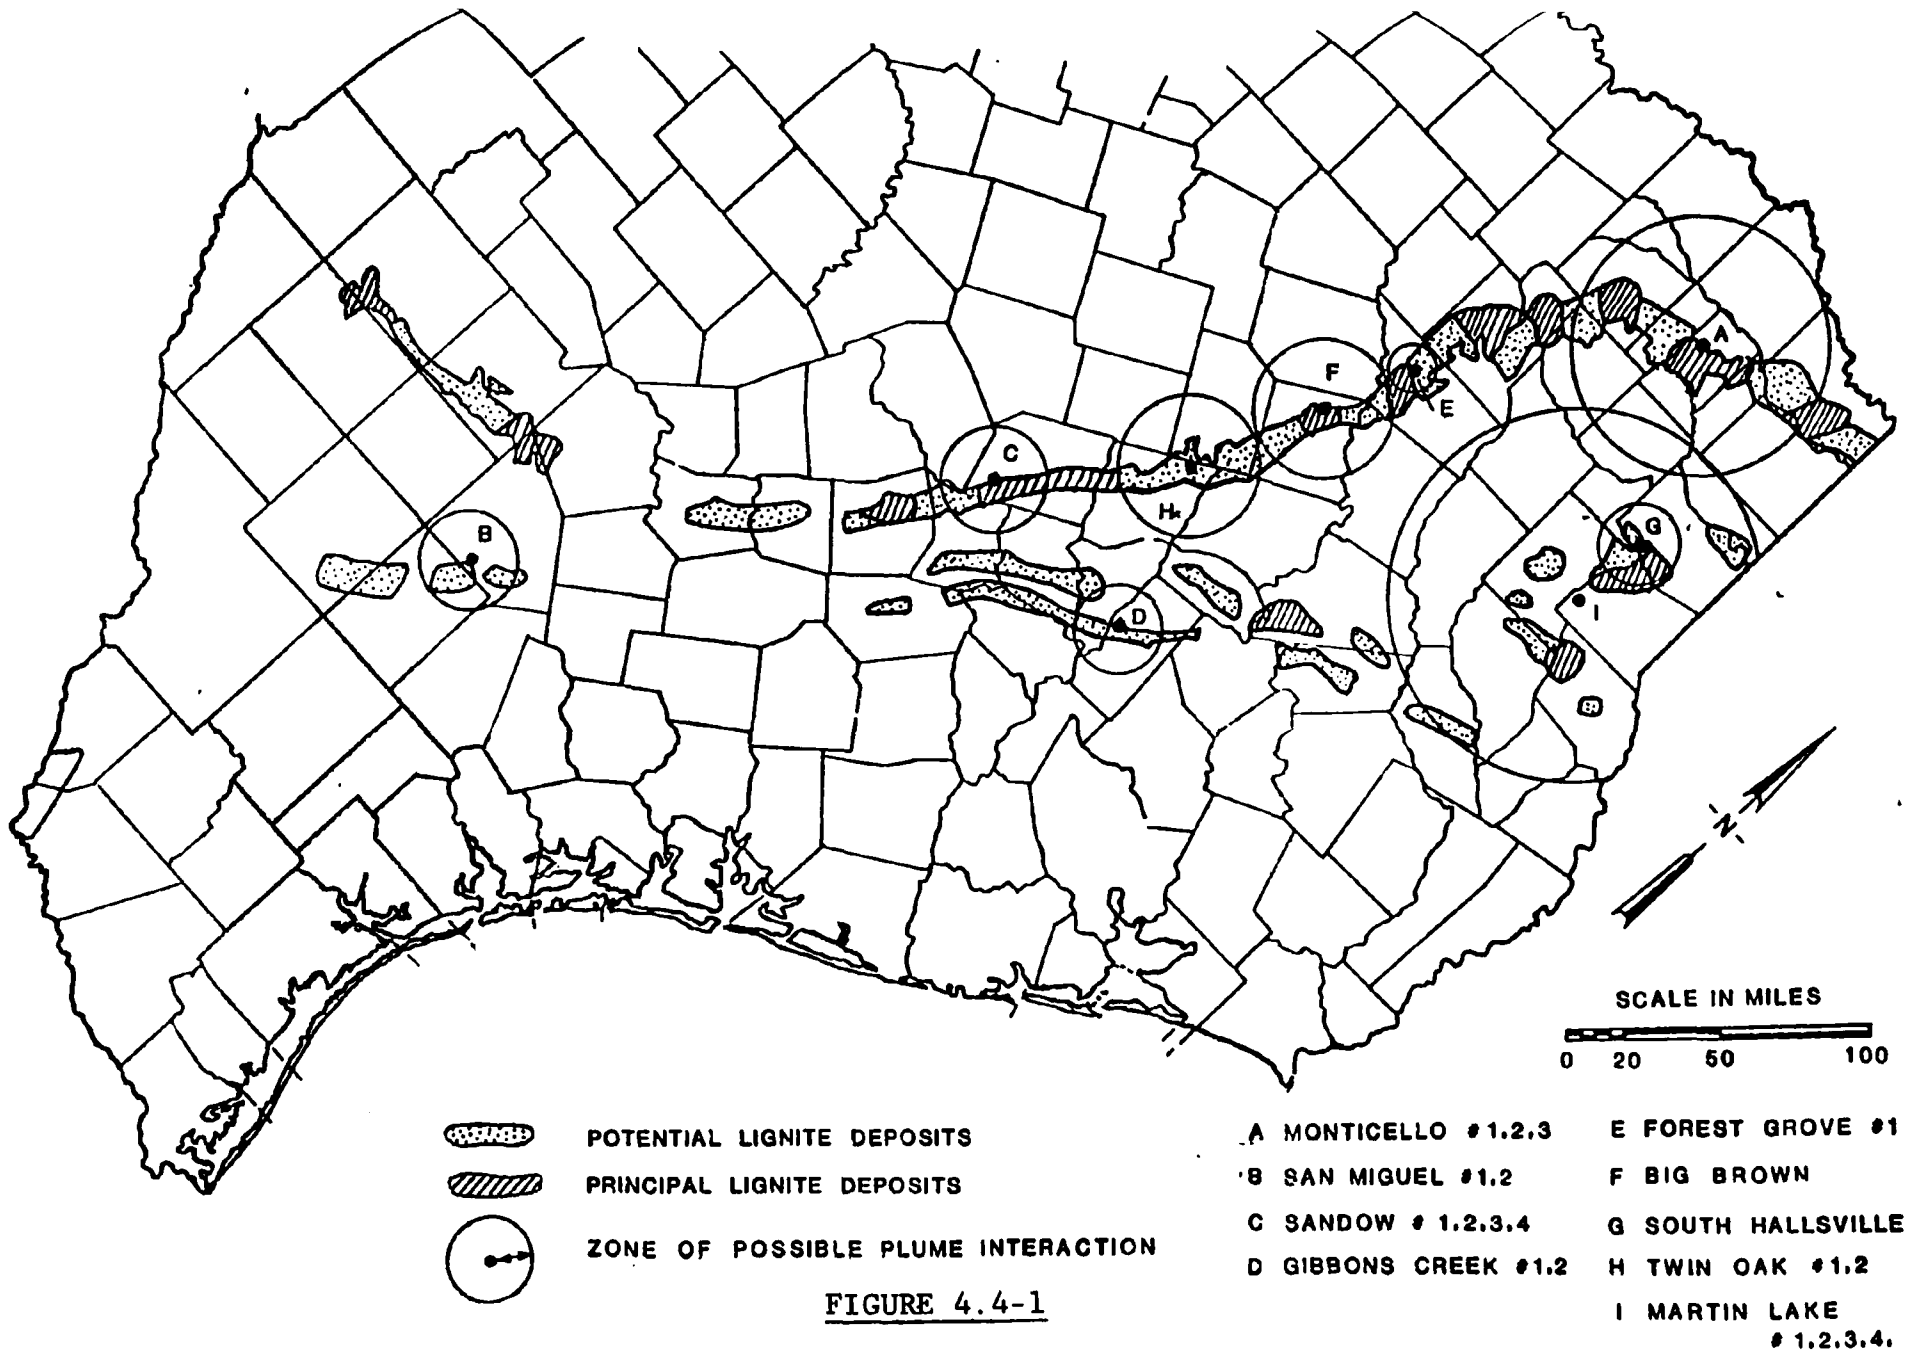 A
F
E
C
H
G
B
I
D
N
SCALE IN MILES
0 20 50 100
POTENTIAL LIGNITE DEPOSITS
PRINCIPAL LIGNITE DEPOSITS
ZONE OF POSSIBLE PLUME INTERACTION
A MONTICELLO #1.2.3
B SAN MIGUEL #1.2
C SANDOW # 1.2.3.4
D GIBBONS CREEK #1.2
E FOREST GROVE #1
F BIG BROWN
G SOUTH HALLSVILLE
H TWIN OAK #1.2
I MARTIN LAKE
# 1.2.3.4.
FIGURE 4.4-1